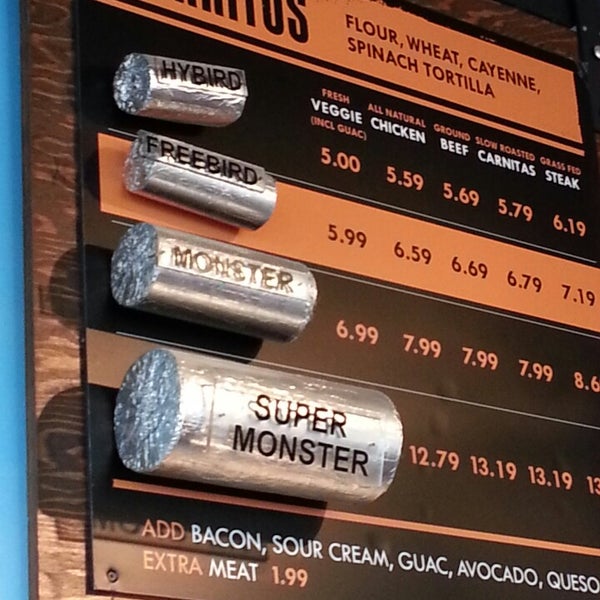 FLOUR, WHEAT, CAYENNE,
SPINACH TORTILLA
FRESH ALL NATURAL GROUND SLOW ROASTED GRASS FED
VEGGIE CHICKEN BEEF CARNITAS STEAK
(INCL GUAC)
HYBIRD 5.00 5.59 5.69 5.79 6.19
FREEBIRD 5.99 6.59 6.69 6.79 7.19
MONSTER 6.99 7.99 7.99 7.99 8.6
SUPER
MONSTER 12.79 13.19 13.19 13
ADD BACON, SOUR CREAM, GUAC, AVOCADO, QUESO
EXTRA MEAT 1.99